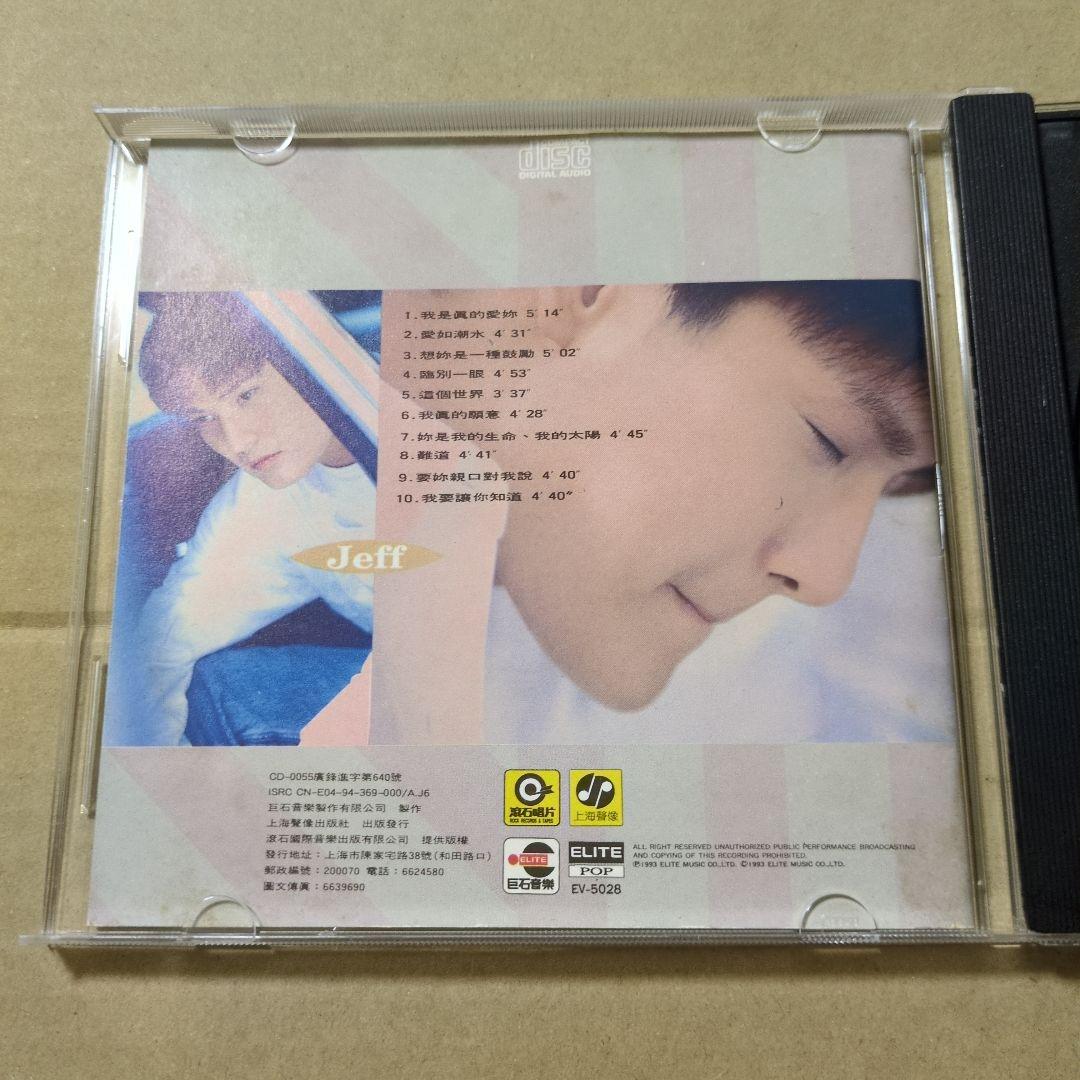 disc
DIGITAL AUDIO
1.我是眞的愛妳 5′14″
2.愛如潮水 4′31″
3.想妳是一種鼓勵 5′02″
4.臨別一眼 4′53″
5.這個世界 3′37″
6.我眞的願意 4′28″
7.妳是我的生命、我的太陽 4′45″
8.難道 4′41″
9.要妳親口對我說 4′40″
10.我要讓你知道 4′40″
Jeff
CD-0055廣錄進字第640號
ISRC CN-E04-94-369-000/A.J6
巨石音樂製作有限公司 製作
上海聲像出版社 出版發行
滾石國際音樂出版有限公司 提供版權
發行地址：上海市陳家宅路38號(和田路口)
郵政編號：200070 電話：6624580
圖文傳眞：6639690
滾石唱片
ROCK RECORDS & TAPES
上海聲像
ELITE
巨石音樂
ELITE
POP
EV-5028
ALL RIGHT RESERVED UNAUTHORIZED PUBLIC PERFORMANCE BROADCASTING
AND COPYING OF THIS RECORDING PROHIBITED.
℗1993 ELITE MUSIC CO.,LTD. ©1993 ELITE MUSIC CO.,LTD.